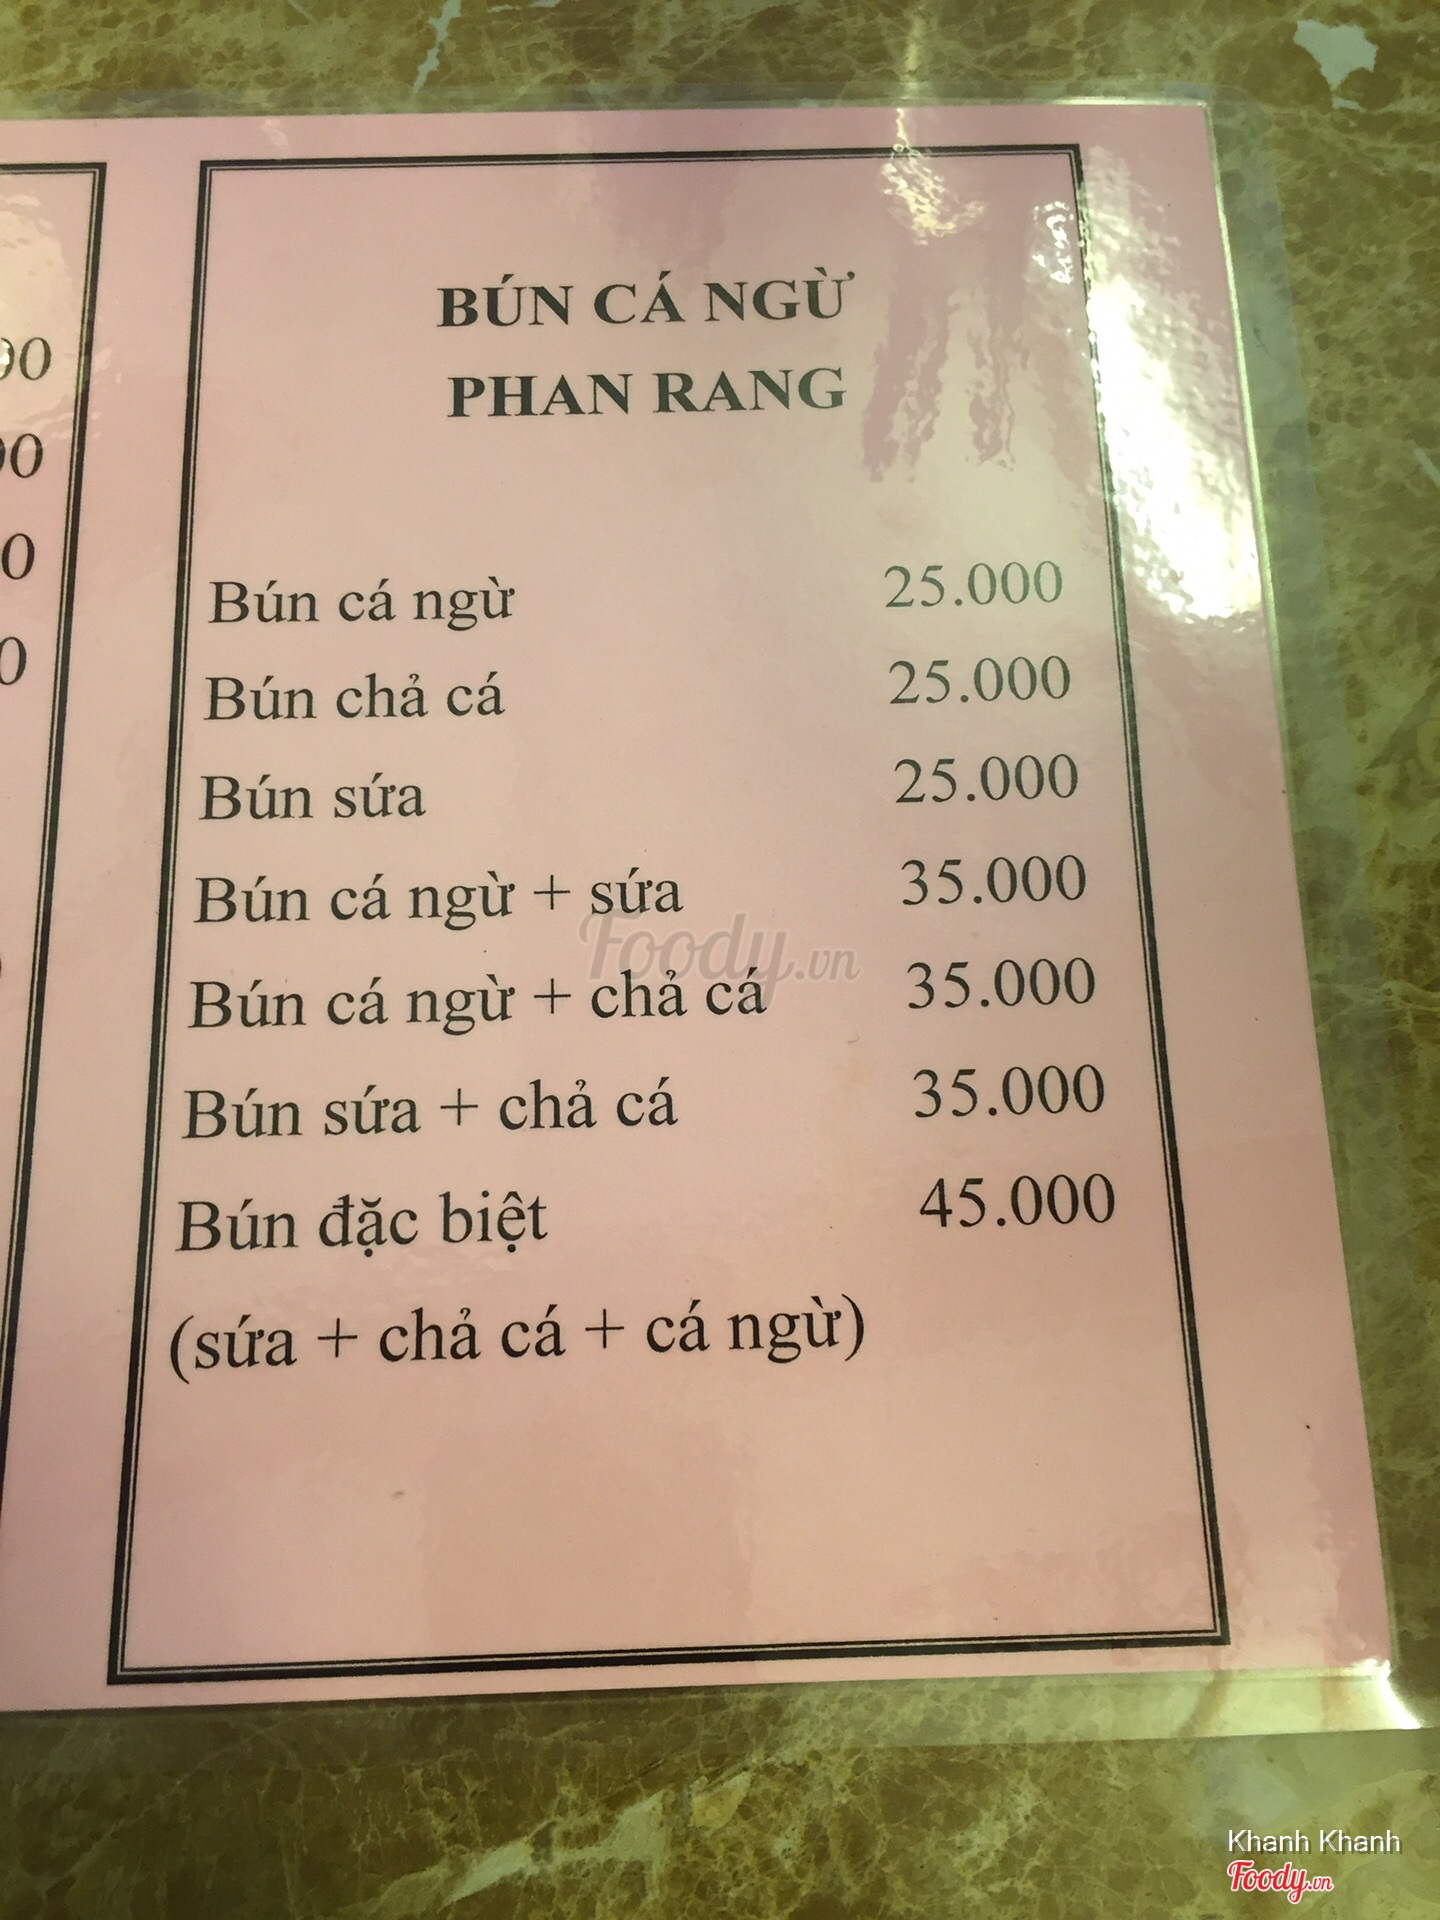 BÚN CÁ NGỪ
PHAN RANG
Bún cá ngừ 25.000
Bún chả cá 25.000
Bún sứa 25.000
Bún cá ngừ + sứa 35.000
Foody.vn
Bún cá ngừ + chả cá 35.000
Bún sứa + chả cá 35.000
Bún đặc biệt 45.000
(sứa + chả cá + cá ngừ)
Khanh Khanh
Foody.vn